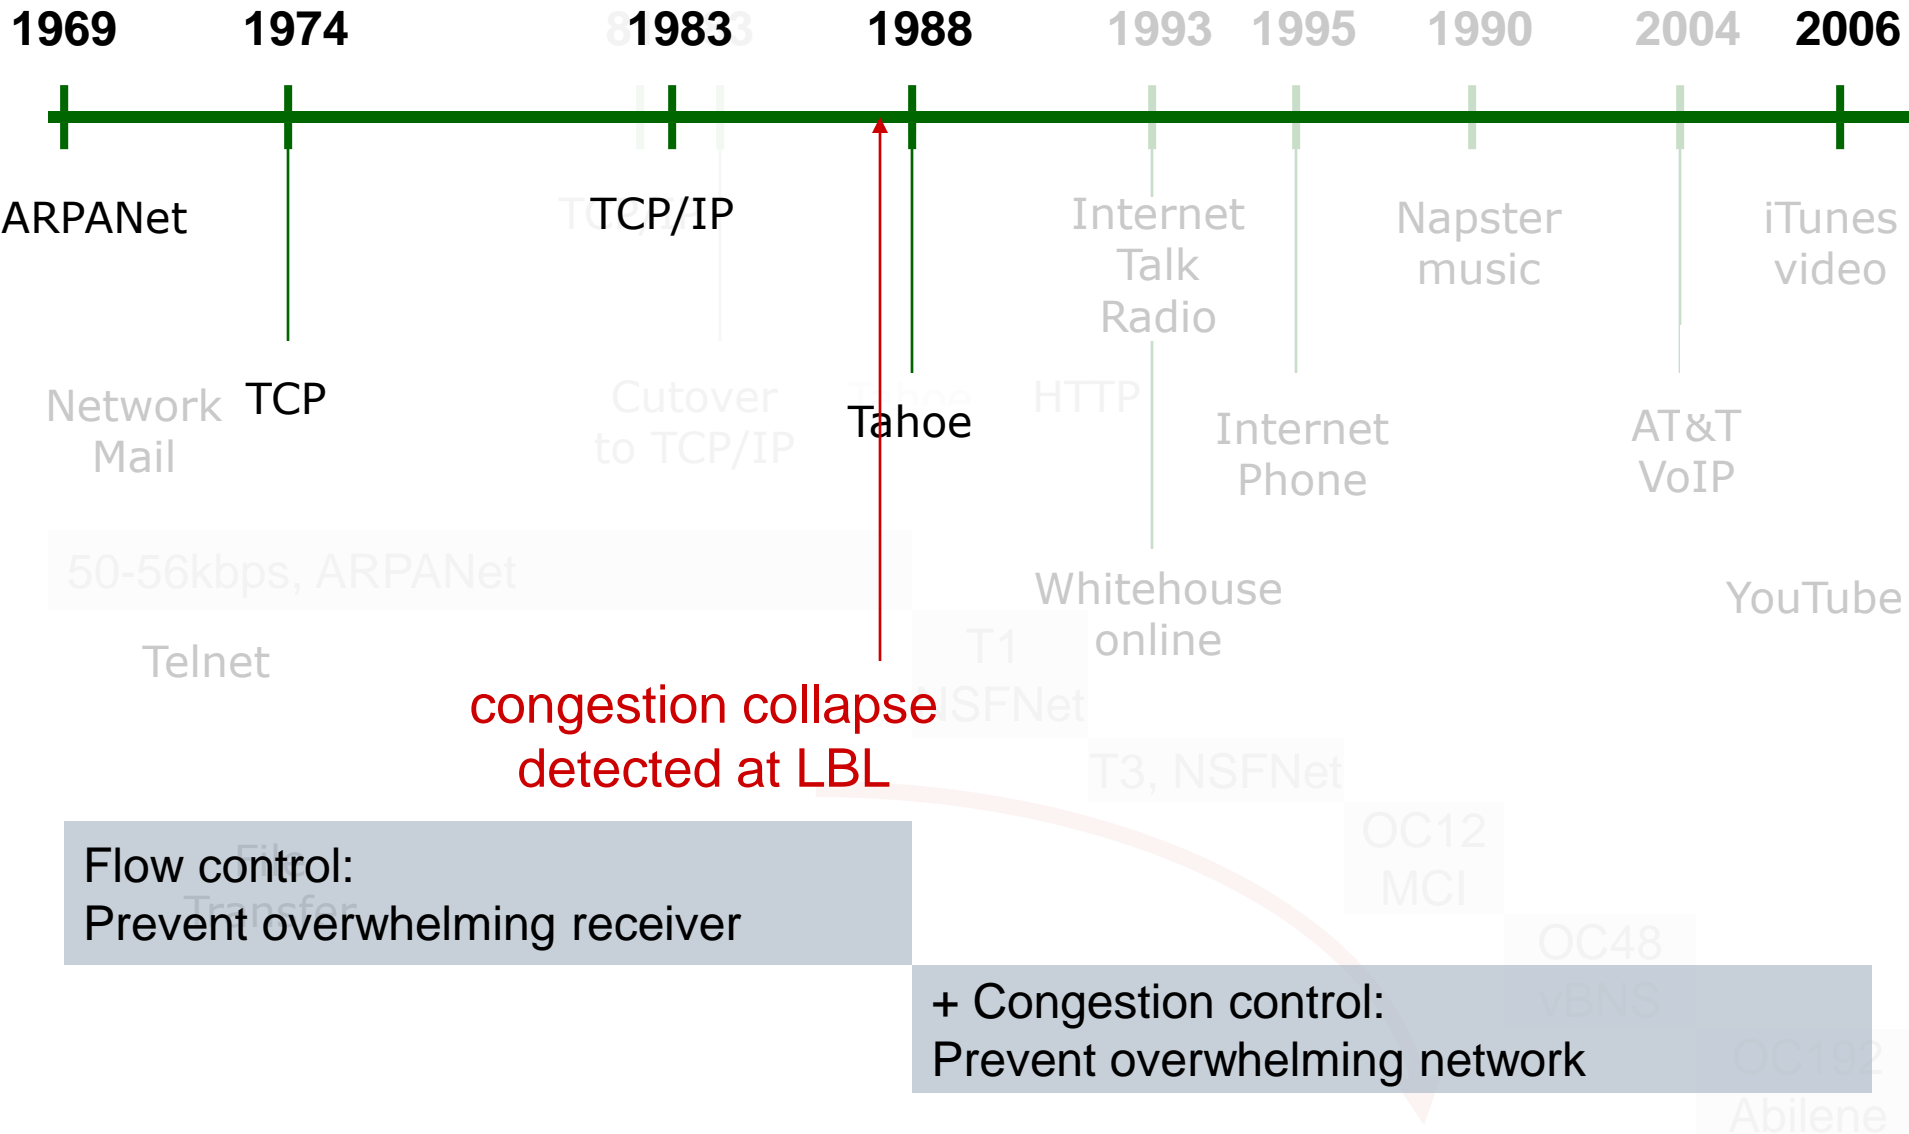 1969 1974 1983 1988 1993 1995 1990 2004 2006
ARPANet
TCP/IP
Internet
Talk
Radio
Napster
music
iTunes
video
Network
Mail
TCP
Cutover
to TCP/IP
Tahoe
HTTP
Internet
Phone
AT&T
VoIP
50-56kbps, ARPANet
Whitehouse
online
YouTube
Telnet
T1
NSFNet
congestion collapse
detected at LBL
T3, NSFNet
OC12
MCI
File
Transfer
Flow control:
Prevent overwhelming receiver
OC48
vBNS
+ Congestion control:
Prevent overwhelming network
OC192
Abilene